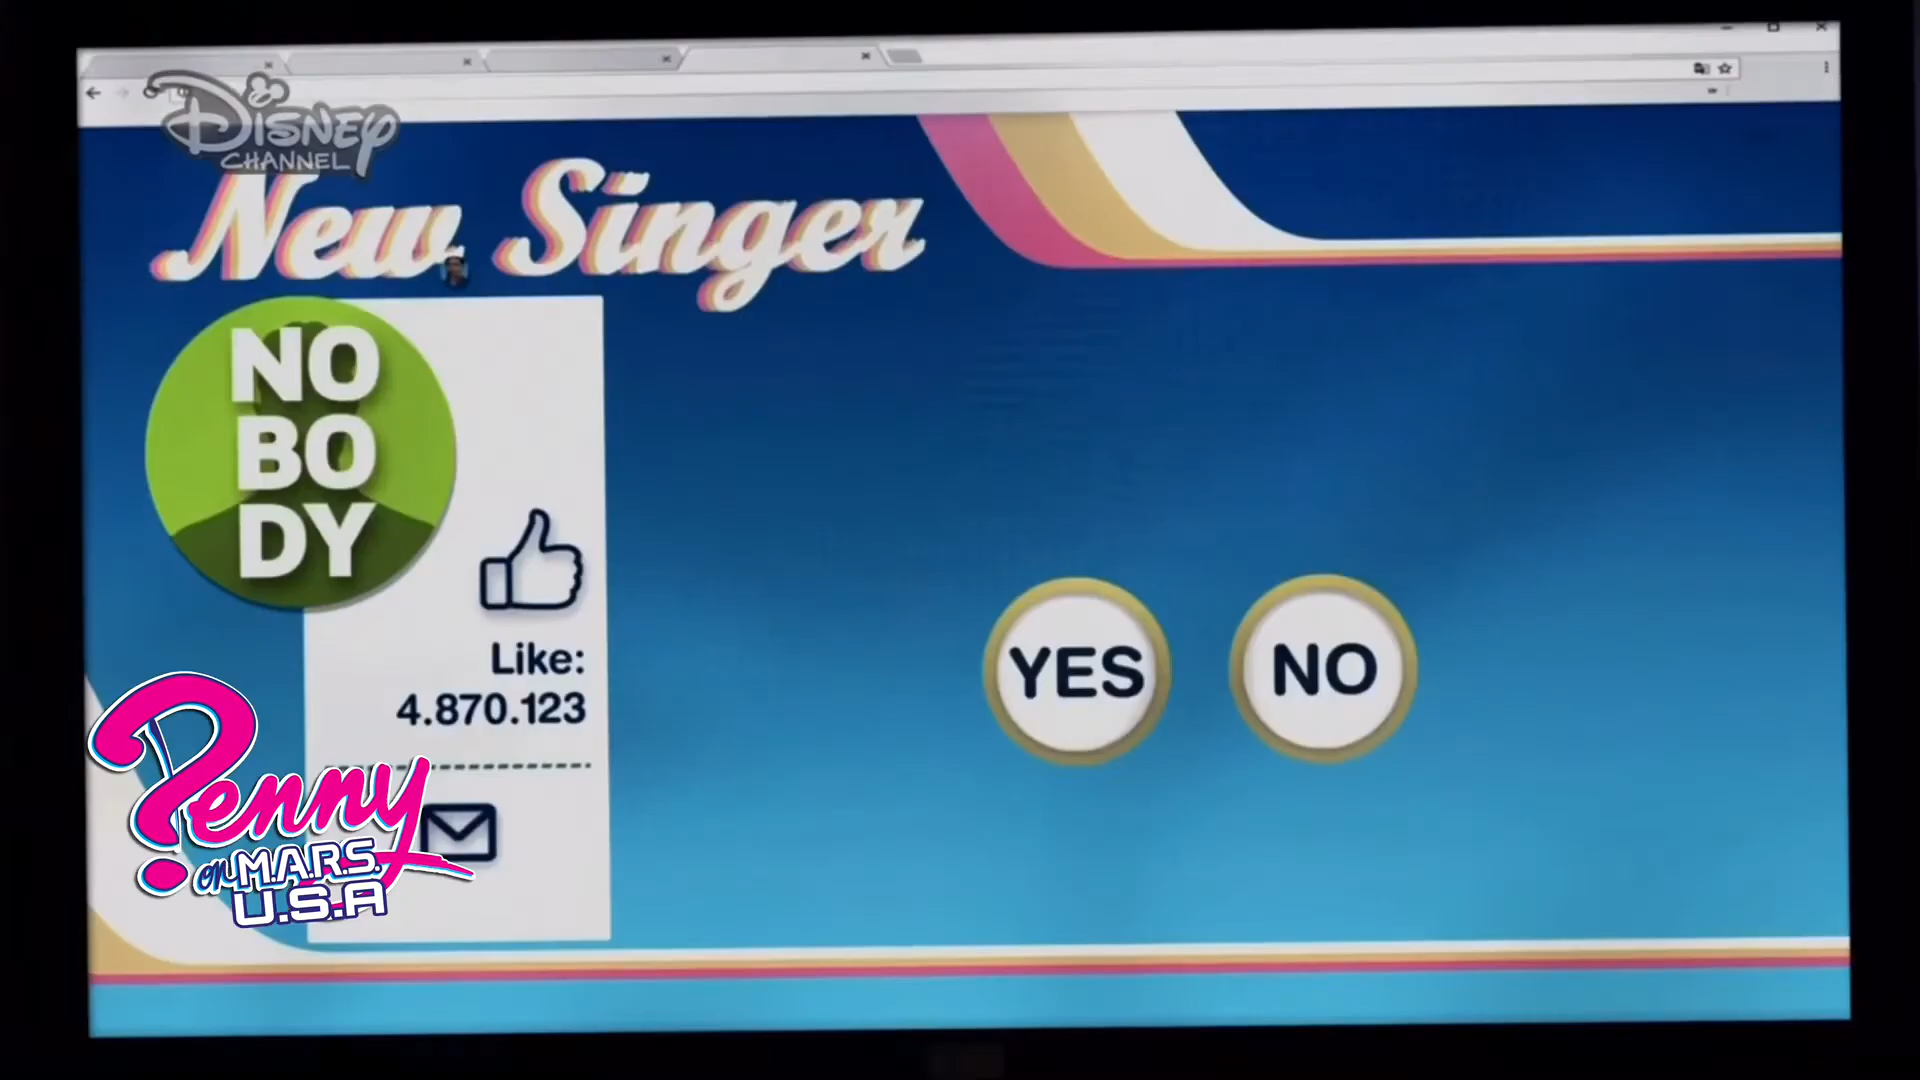 DISNEY
CHANNEL
New Singer
NO
BO
DY
Like:
4.870.123
YES
NO
Penny
on M.A.R.S.
U.S.A